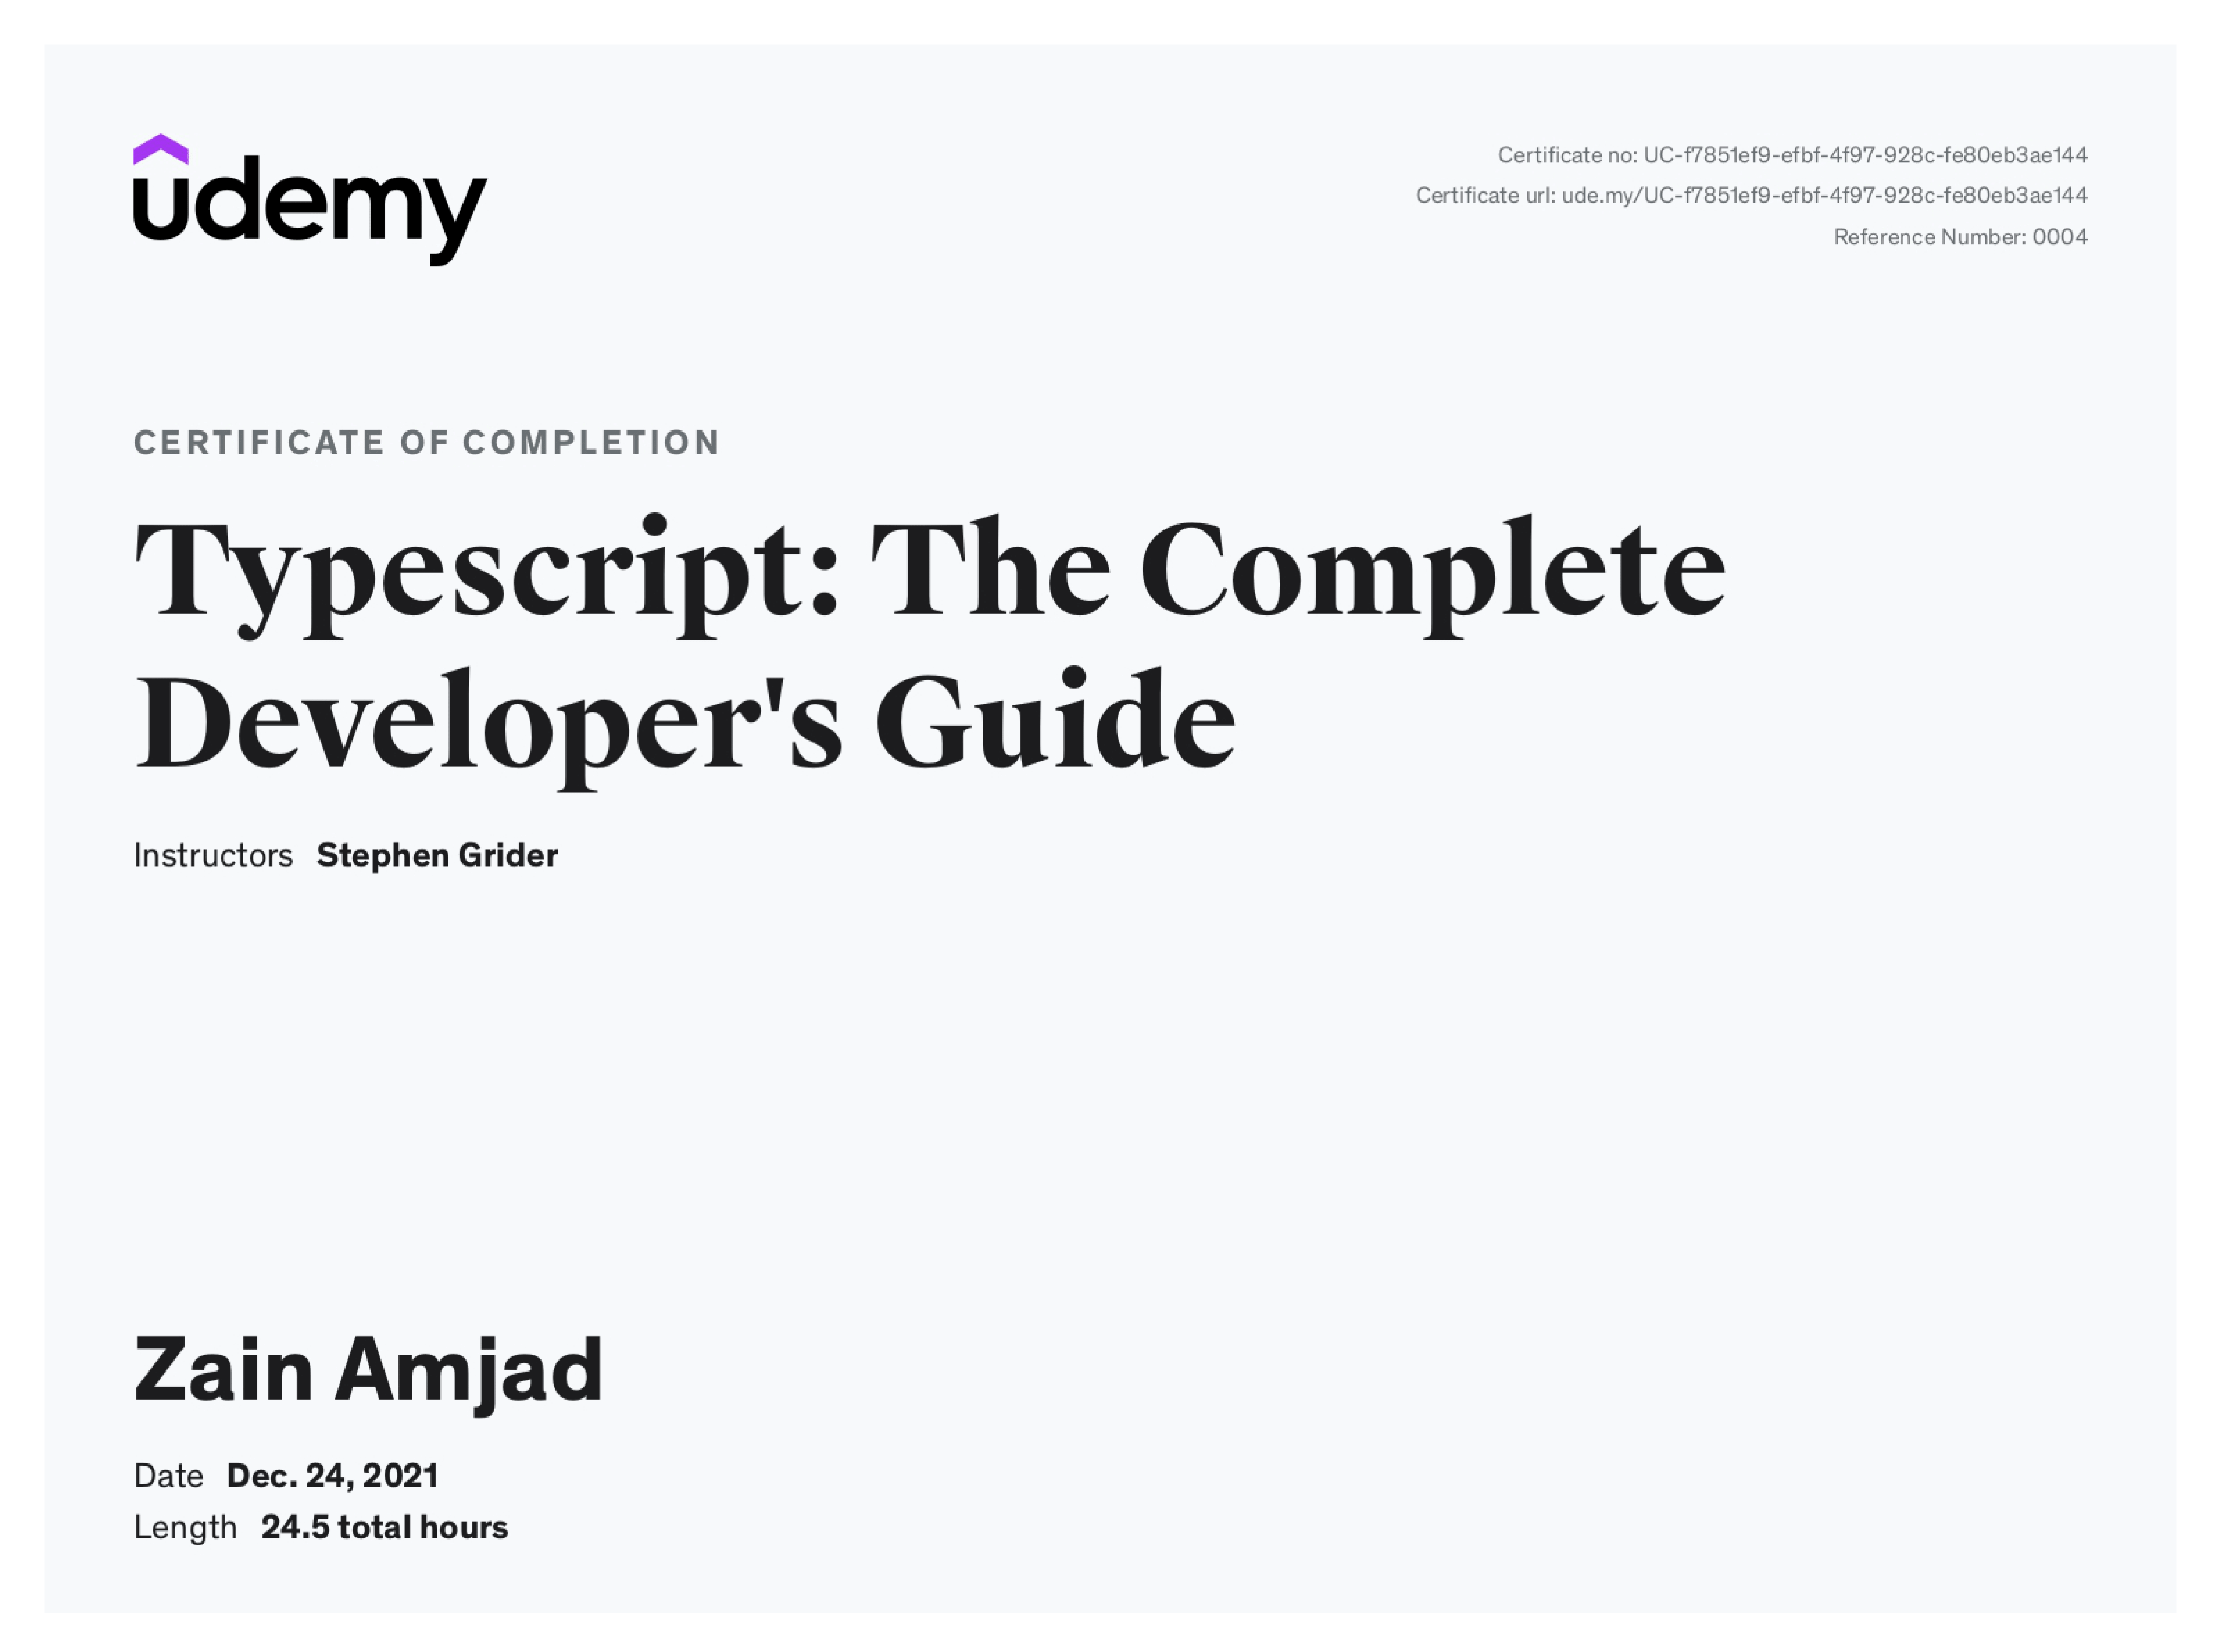 udemy
Certificate no: UC-f7851ef9-efbf-4f97-928c-fe80eb3ae144
Certificate url: ude.my/UC-f7851ef9-efbf-4f97-928c-fe80eb3ae144
Reference Number: 0004
CERTIFICATE OF COMPLETION
Typescript: The Complete
Developer's Guide
Instructors Stephen Grider
Zain Amjad
Date Dec. 24, 2021
Length 24.5 total hours